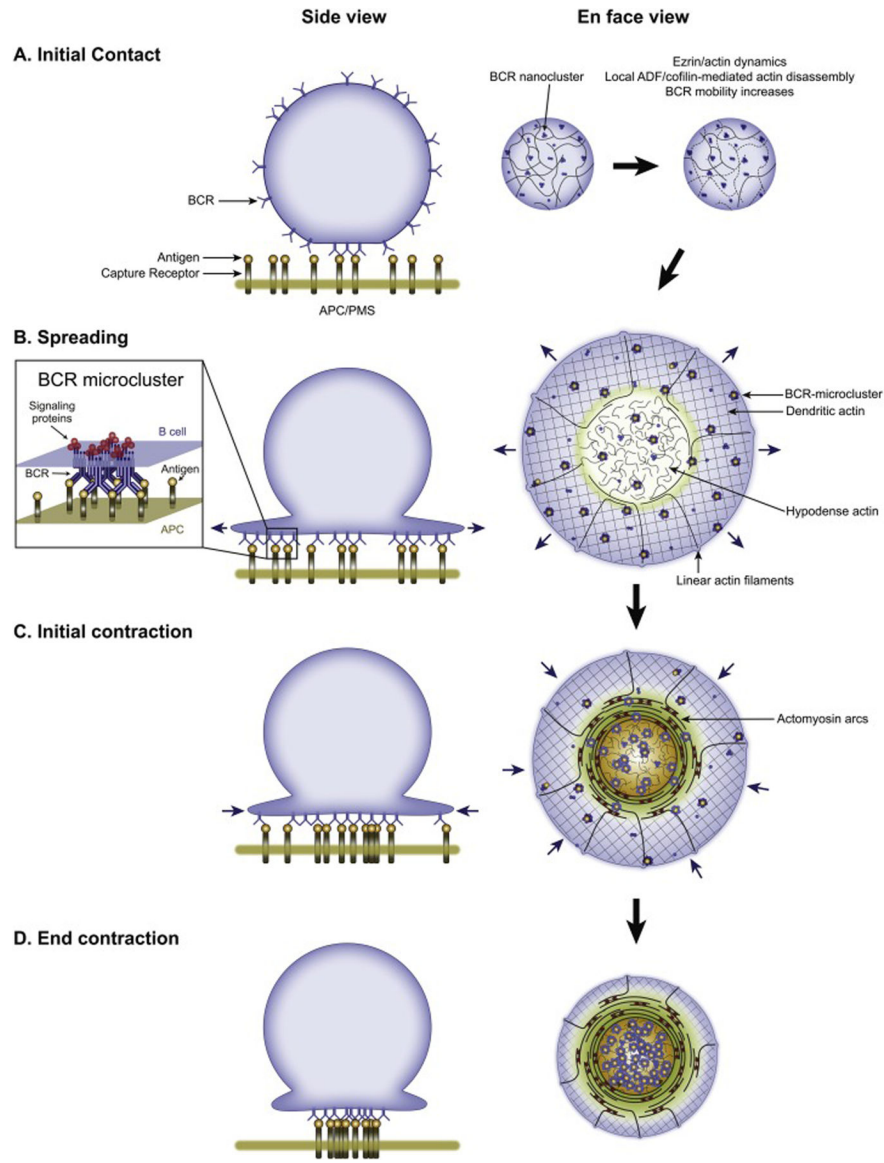 Side view
En face view
A. Initial Contact
Ezrin/actin dynamics
Local ADF/cofilin-mediated actin disassembly
BCR mobility increases
BCR nanocluster
BCR
Antigen
Capture Receptor
APC/PMS
B. Spreading
BCR microcluster
Signaling
proteins
B cell
BCR
Antigen
APC
BCR-microcluster
Dendritic actin
Hypodense actin
Linear actin filaments
C. Initial contraction
Actomyosin arcs
D. End contraction